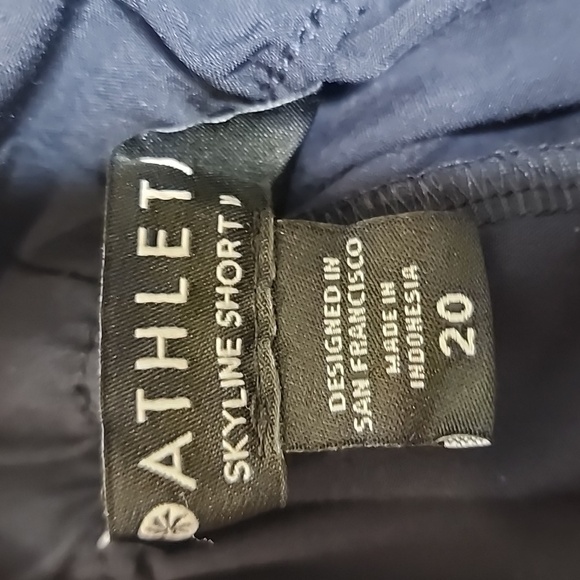 ATHLET
SKYLINE SHORT
DESIGNED IN
SAN FRANCISCO
MADE IN
INDONESIA
20